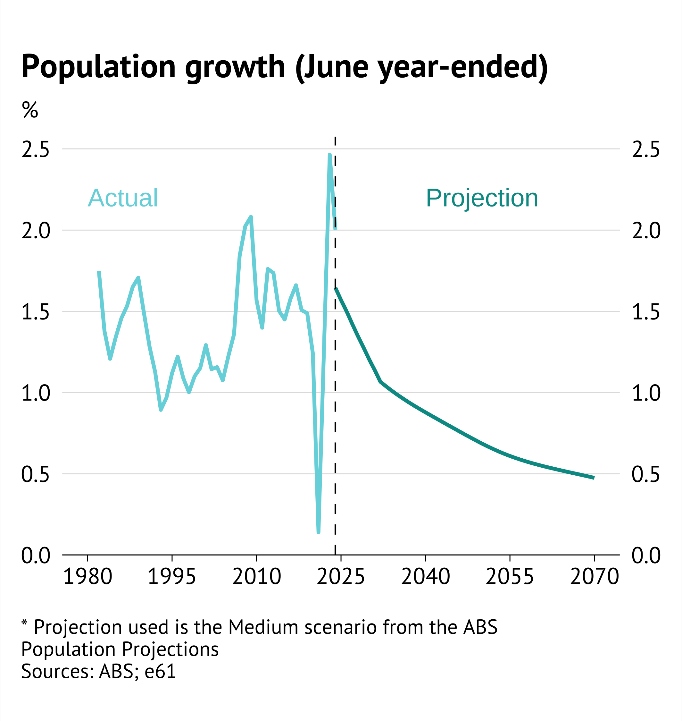 Population growth (June year-ended)
%
2.5 2.5
Actual Projection
2.0 2.0
1.5 1.5
1.0 1.0
0.5 0.5
0.0 0.0
1980 1995 2010 2025 2040 2055 2070
* Projection used is the Medium scenario from the ABS
Population Projections
Sources: ABS; e61